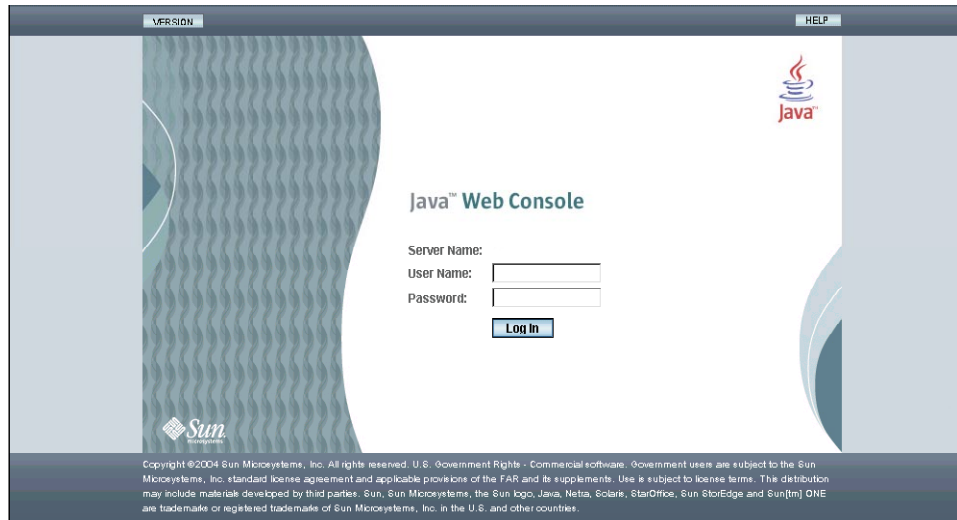 VERSION
HELP
Java™
Java™ Web Console
Server Name:
User Name:
Password:
Log In
Sun
microsystems
Copyright ©2004 Sun Microsystems, Inc. All rights reserved. U.S. Government Rights - Commercial software. Government users are subject to the Sun
Microsystems, Inc. standard license agreement and applicable provisions of the FAR and its supplements. Use is subject to license terms. This distribution
may include materials developed by third parties. Sun, Sun Microsystems, the Sun logo, Java, Netra, Solaris, StarOffice, Sun StorEdge and Sun[tm] ONE
are trademarks or registered trademarks of Sun Microsystems, Inc. in the U.S. and other countries.